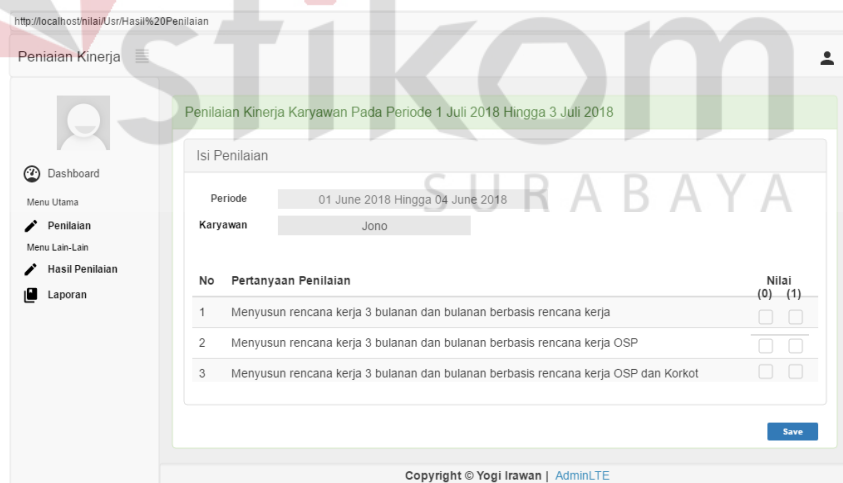 http://localhost/nilai/Usr/Hasil%20Penilaian
Peniaian Kinerja
stikom
SURABAYA
Penilaian Kinerja Karyawan Pada Periode 1 Juli 2018 Hingga 3 Juli 2018
Isi Penilaian
Dashboard
Menu Utama
Penilaian
Menu Lain-Lain
Hasil Penilaian
Laporan
Periode 01 June 2018 Hingga 04 June 2018
Karyawan Jono
No Pertanyaan Penilaian Nilai
(0) (1)
1 Menyusun rencana kerja 3 bulanan dan bulanan berbasis rencana kerja
2 Menyusun rencana kerja 3 bulanan dan bulanan berbasis rencana kerja OSP
3 Menyusun rencana kerja 3 bulanan dan bulanan berbasis rencana kerja OSP dan Korkot
Save
Copyright © Yogi Irawan | AdminLTE